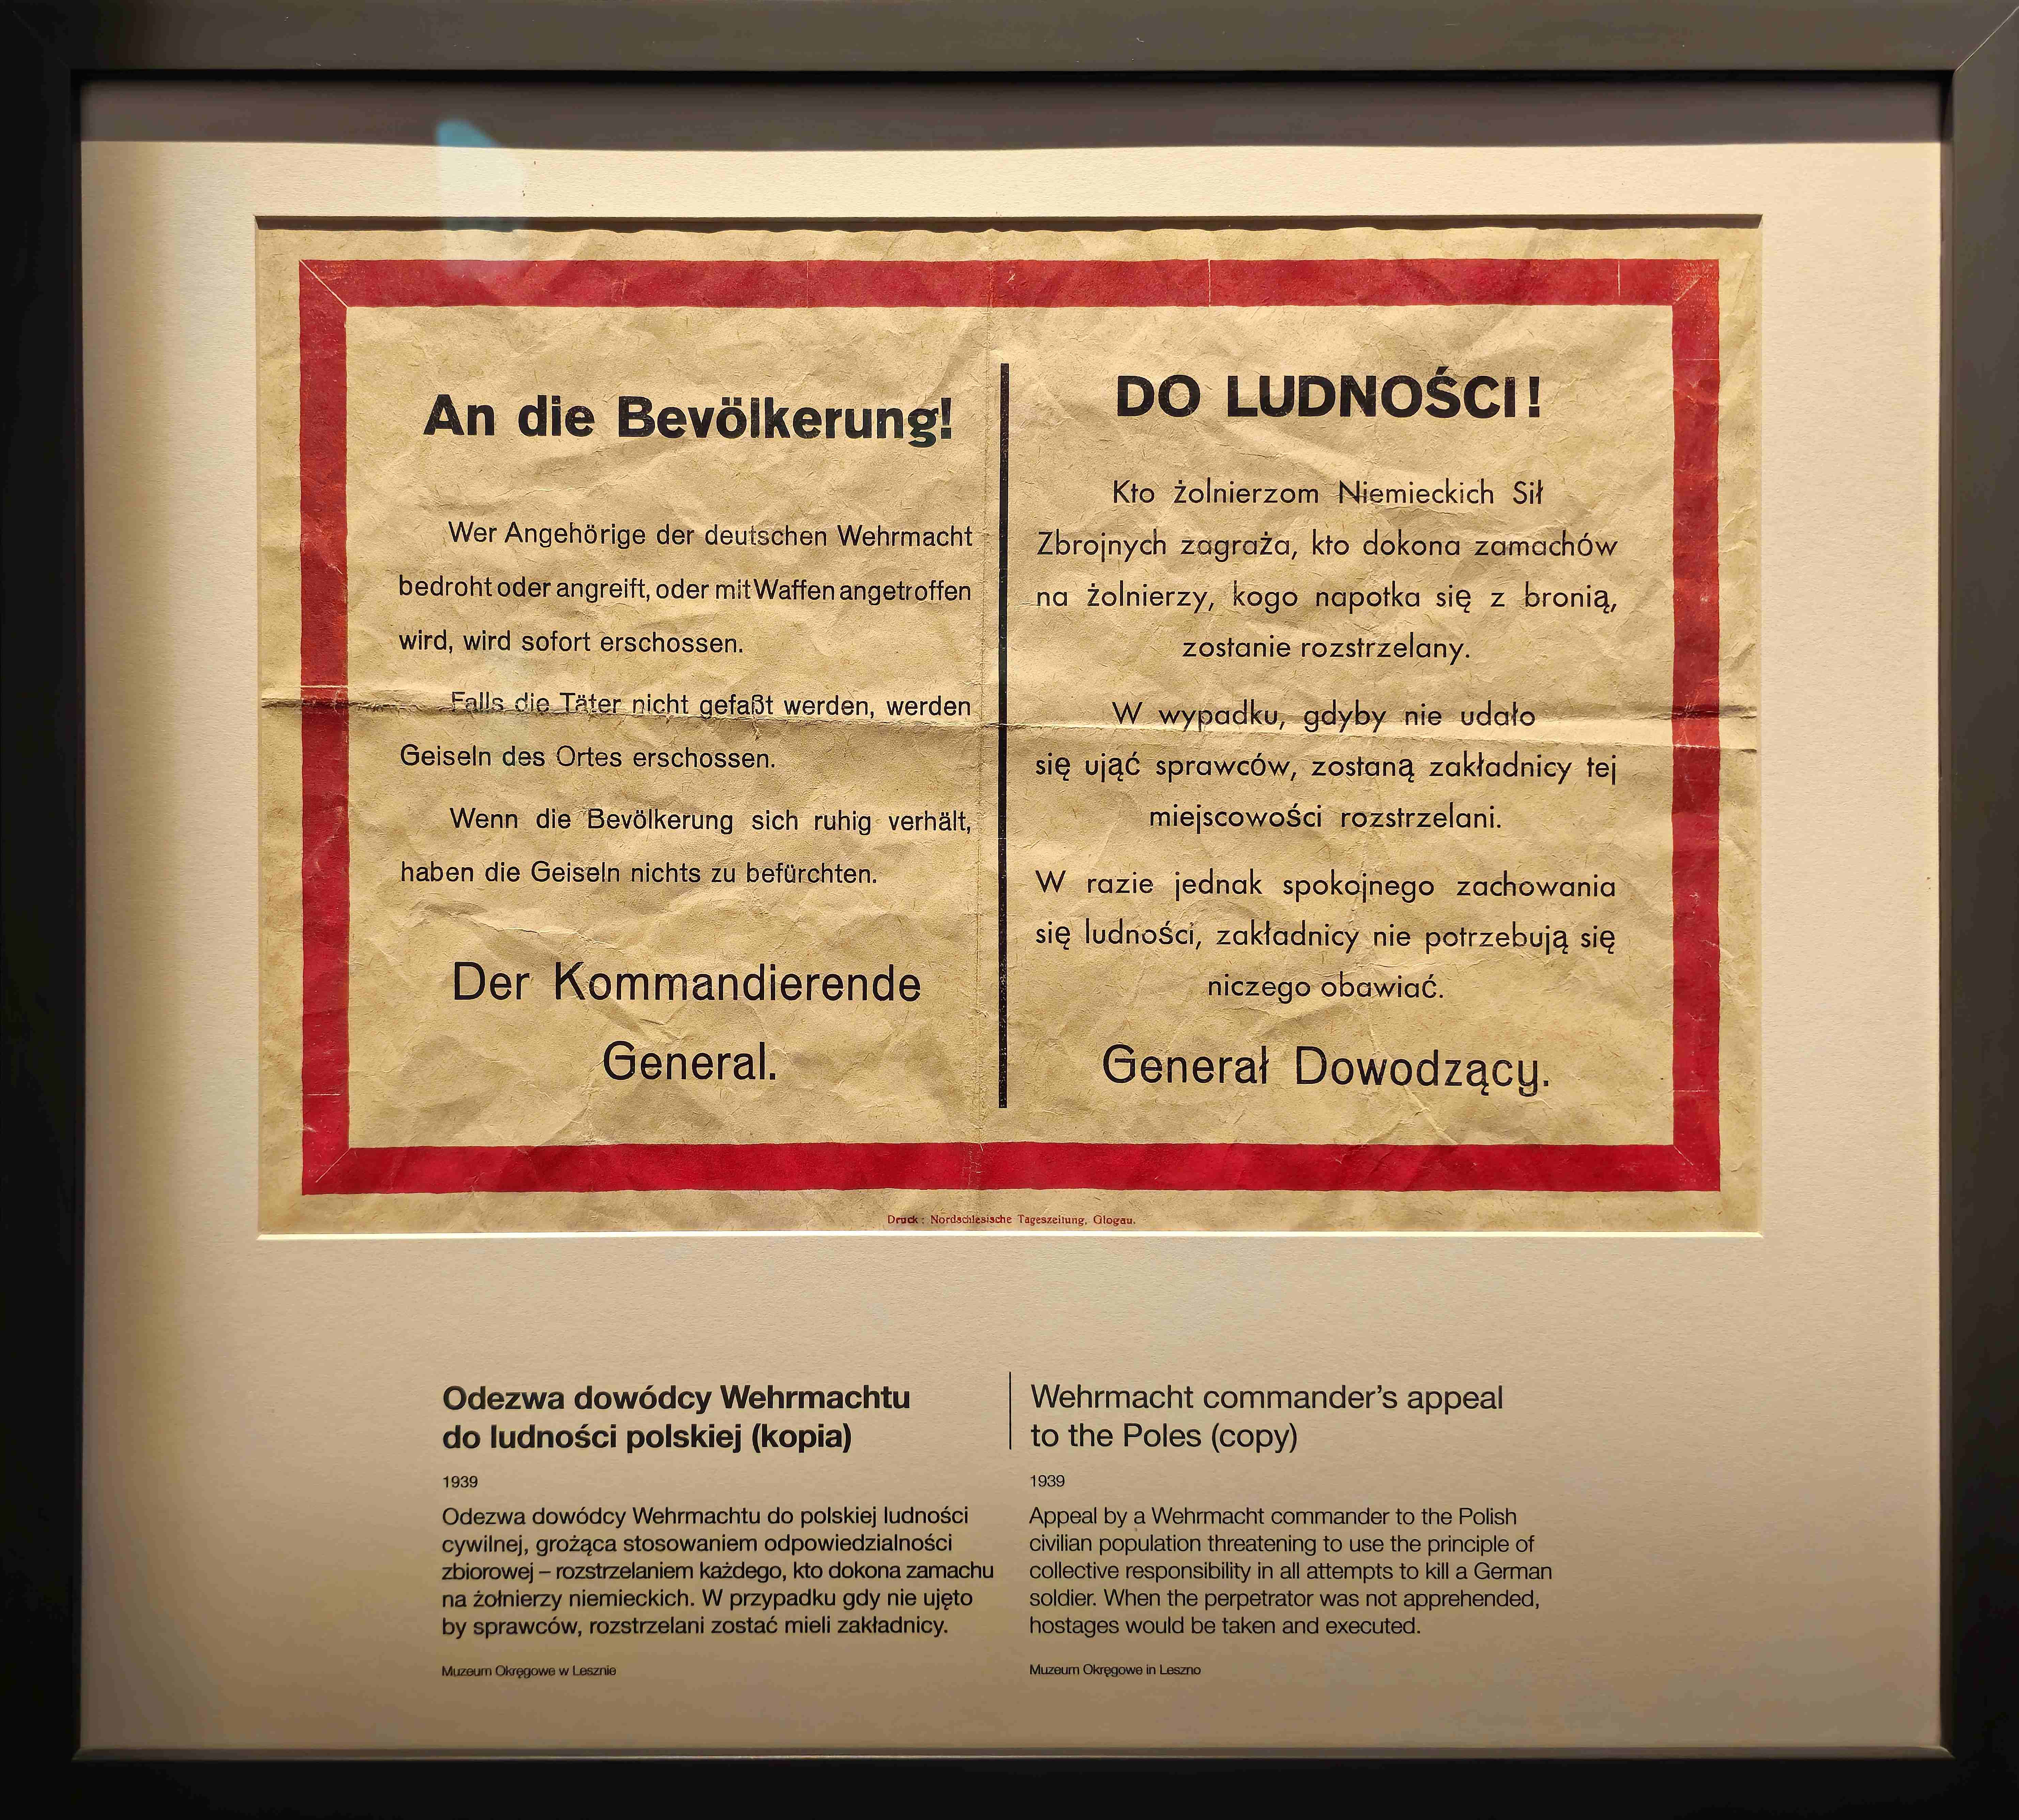 An die Bevölkerung!
Wer Angehörige der deutschen Wehrmacht
bedroht oder angreift, oder mit Waffen angetroffen
wird, wird sofort erschossen.
Falls die Täter nicht gefaßt werden, werden
Geiseln des Ortes erschossen.
Wenn die Bevölkerung sich ruhig verhält,
haben die Geiseln nichts zu befürchten.
Der Kommandierende
General.
DO LUDNOŚCI!
Kto żolnierzom Niemieckich Sił
Zbrojnych zagraża, kto dokona zamachów
na żolnierzy, kogo napotka się z bronią,
zostanie rozstrzelany.
W wypadku, gdyby nie udało
się ująć sprawców, zostaną zakładnicy tej
miejscowości rozstrzelani.
W razie jednak spokojnego zachowania
się ludności, zakładnicy nie potrzebują się
niczego obawiać.
Generał Dowodzący.
Druck: Nordschlesische Tageszeitung, Glogau.
Odezwa dowódcy Wehrmachtu
do ludności polskiej (kopia)
1939
Odezwa dowódcy Wehrmachtu do polskiej ludności
cywilnej, grożąca stosowaniem odpowiedzialności
zbiorowej – rozstrzelaniem każdego, kto dokona zamachu
na żołnierzy niemieckich. W przypadku gdy nie ujęto
by sprawców, rozstrzelani zostać mieli zakładnicy.
Muzeum Okręgowe w Lesznie
Wehrmacht commander's appeal
to the Poles (copy)
1939
Appeal by a Wehrmacht commander to the Polish
civilian population threatening to use the principle of
collective responsibility in all attempts to kill a German
soldier. When the perpetrator was not apprehended,
hostages would be taken and executed.
Muzeum Okręgowe in Leszno